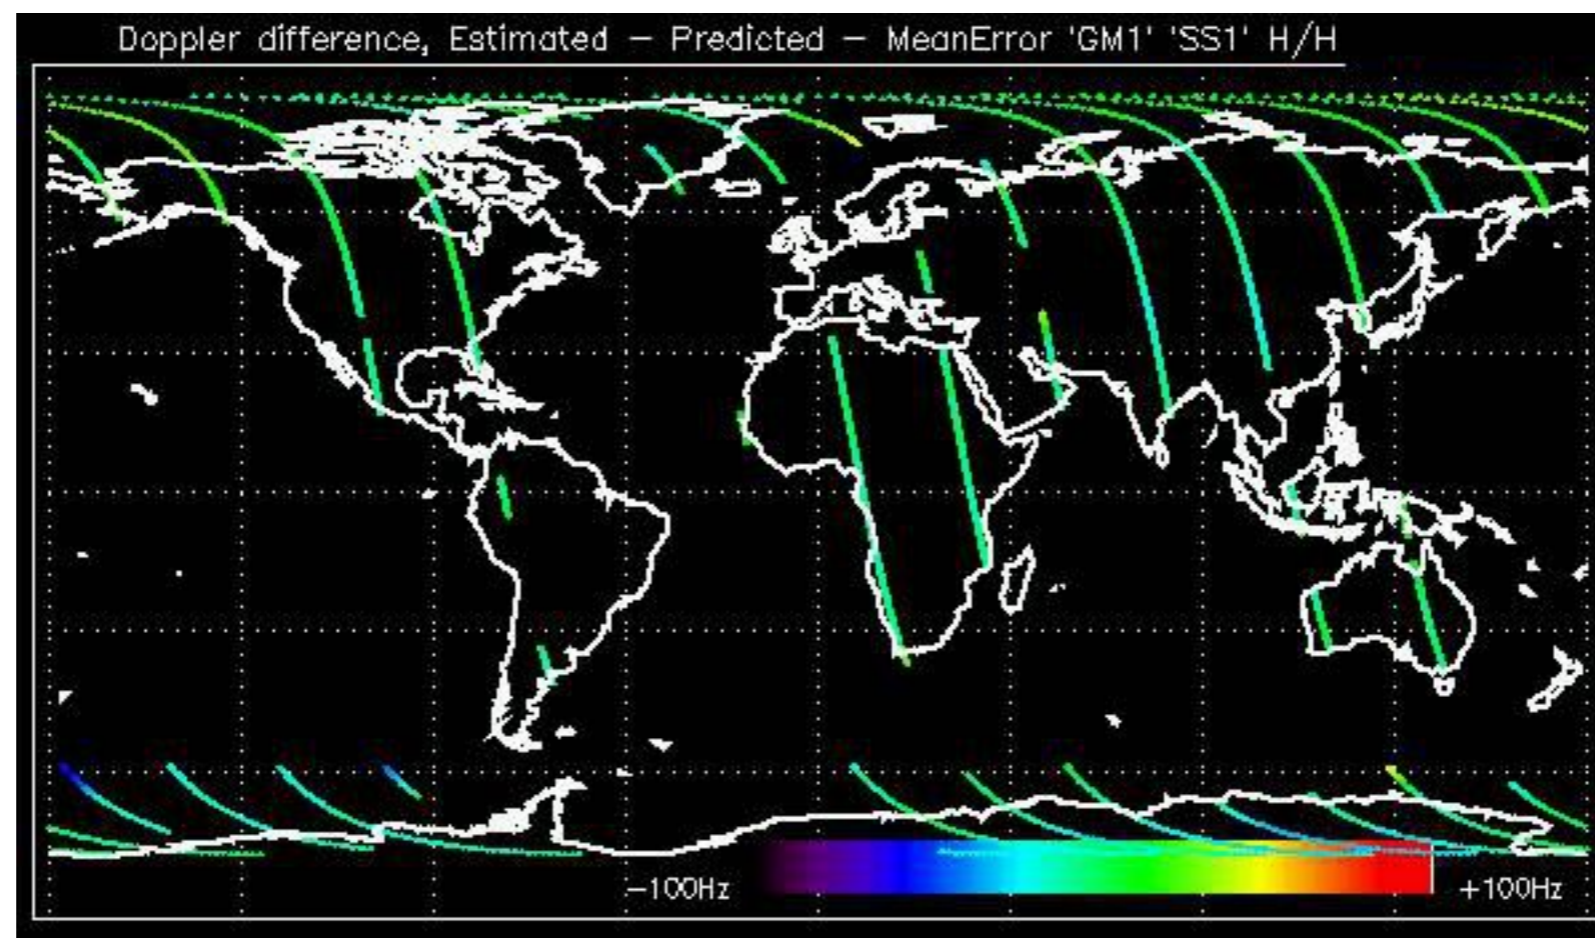 Doppler difference, Estimated – Predicted – MeanError 'GM1' 'SS1' H/H
–100Hz
+100Hz